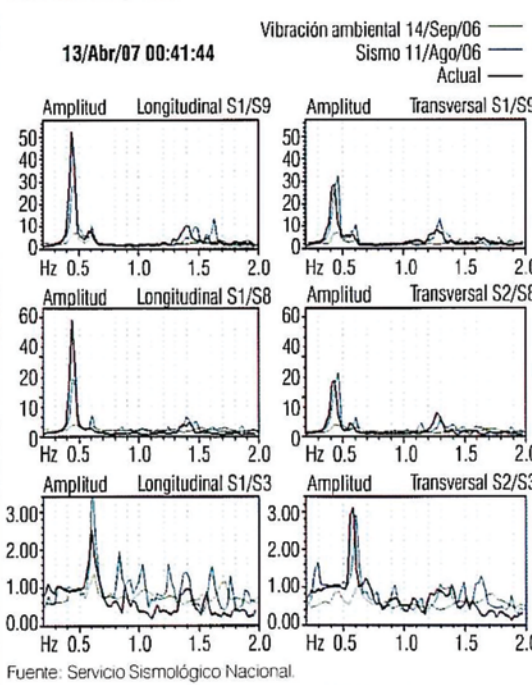 Vibración ambiental 14/Sep/06
13/Abr/07 00:41:44
Sismo 11/Ago/06
Actual
Amplitud Longitudinal S1/S9
50
40
30
20
10
0
Hz 0.5 1.0 1.5 2.0
Amplitud Transversal S1/S9
50
40
30
20
10
0
Hz 0.5 1.0 1.5 2.0
Amplitud Longitudinal S1/S8
60
40
20
10
0
Hz 0.5 1.0 1.5 2.0
Amplitud Transversal S2/S8
60
40
20
10
0
Hz 0.5 1.0 1.5 2.0
Amplitud Longitudinal S1/S3
3.00
2.00
1.00
0.00
Hz 0.5 1.0 1.5 2.0
Amplitud Transversal S2/S3
3.00
2.00
1.00
0.00
Hz 0.5 1.0 1.5 2.0
Fuente: Servicio Sismológico Nacional.